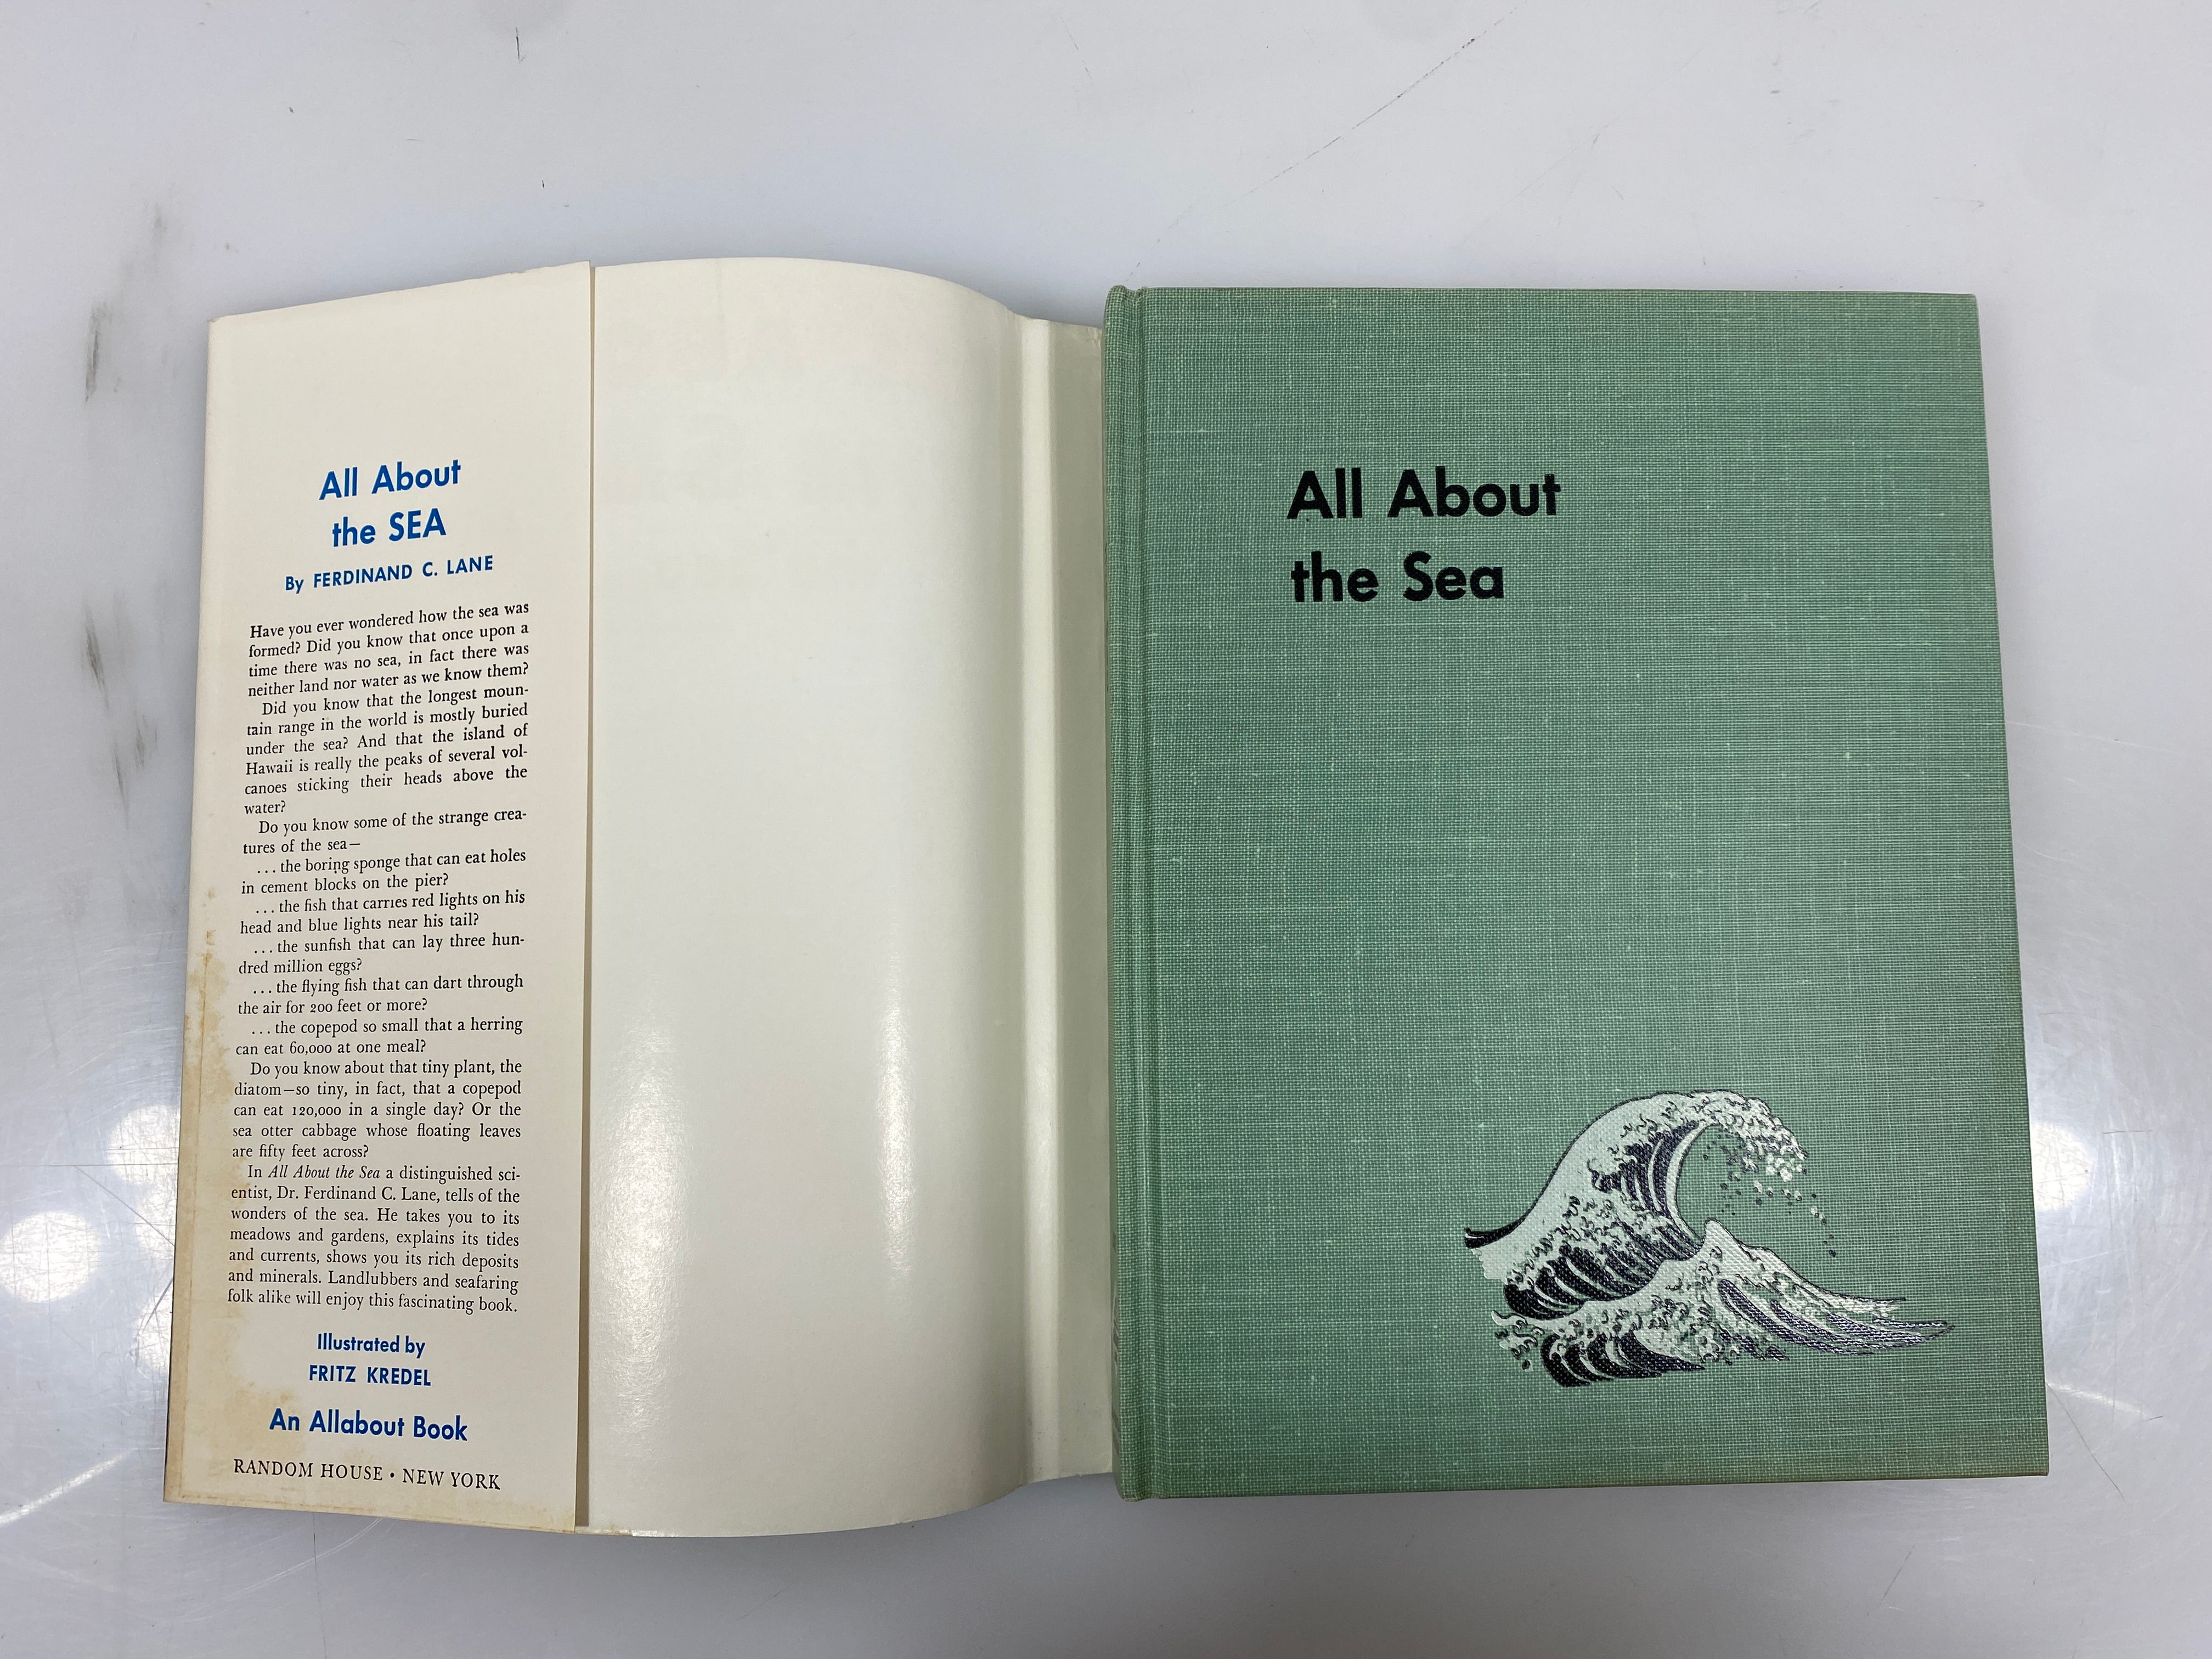 All About
the SEA
By FERDINAND C. LANE
Have you ever wondered how the sea was
formed? Did you know that once upon a
time there was no sea, in fact there was
neither land nor water as we know them?
Did you know that the longest moun-
tain range in the world is mostly buried
under the sea? And that the island of
Hawaii is really the peaks of several vol-
canoes sticking their heads above the
water?
Do you know some of the strange crea-
tures of the sea—
...the boring sponge that can eat holes
in cement blocks on the pier?
...the fish that carries red lights on his
head and blue lights near his tail?
...the sunfish that can lay three hun-
dred million eggs?
...the flying fish that can dart through
the air for 200 feet or more?
...the copepod so small that a herring
can eat 60,000 at one meal?
Do you know about that tiny plant, the
diatom—so tiny, in fact, that a copepod
can eat 120,000 in a single day? Or the
sea otter cabbage whose floating leaves
are fifty feet across?
In All About the Sea a distinguished sci-
entist, Dr. Ferdinand C. Lane, tells of the
wonders of the sea. He takes you to its
meadows and gardens, explains its tides
and currents, shows you its rich deposits
and minerals. Landlubbers and seafaring
folk alike will enjoy this fascinating book.
Illustrated by
FRITZ KREDEL
An Allabout Book
RANDOM HOUSE • NEW YORK
All About
the Sea